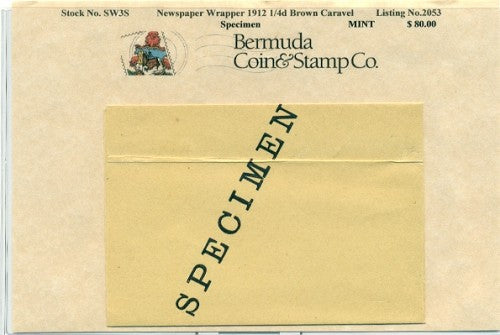 Stock No. SW3S Newspaper Wrapper 1912 1/4d Brown Caravel Listing No.2053
Specimen MINT $ 80.00
Bermuda
Coin&Stamp Co.
SPECIMEN